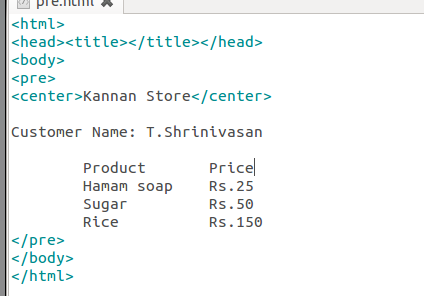 pre.html
<html>
<head><title></title></head>
<body>
<pre>
<center>Kannan Store</center>

Customer Name: T.Shrinivasan

        Product       Price
        Hamam soap    Rs.25
        Sugar         Rs.50
        Rice          Rs.150
</pre>
</body>
</html>